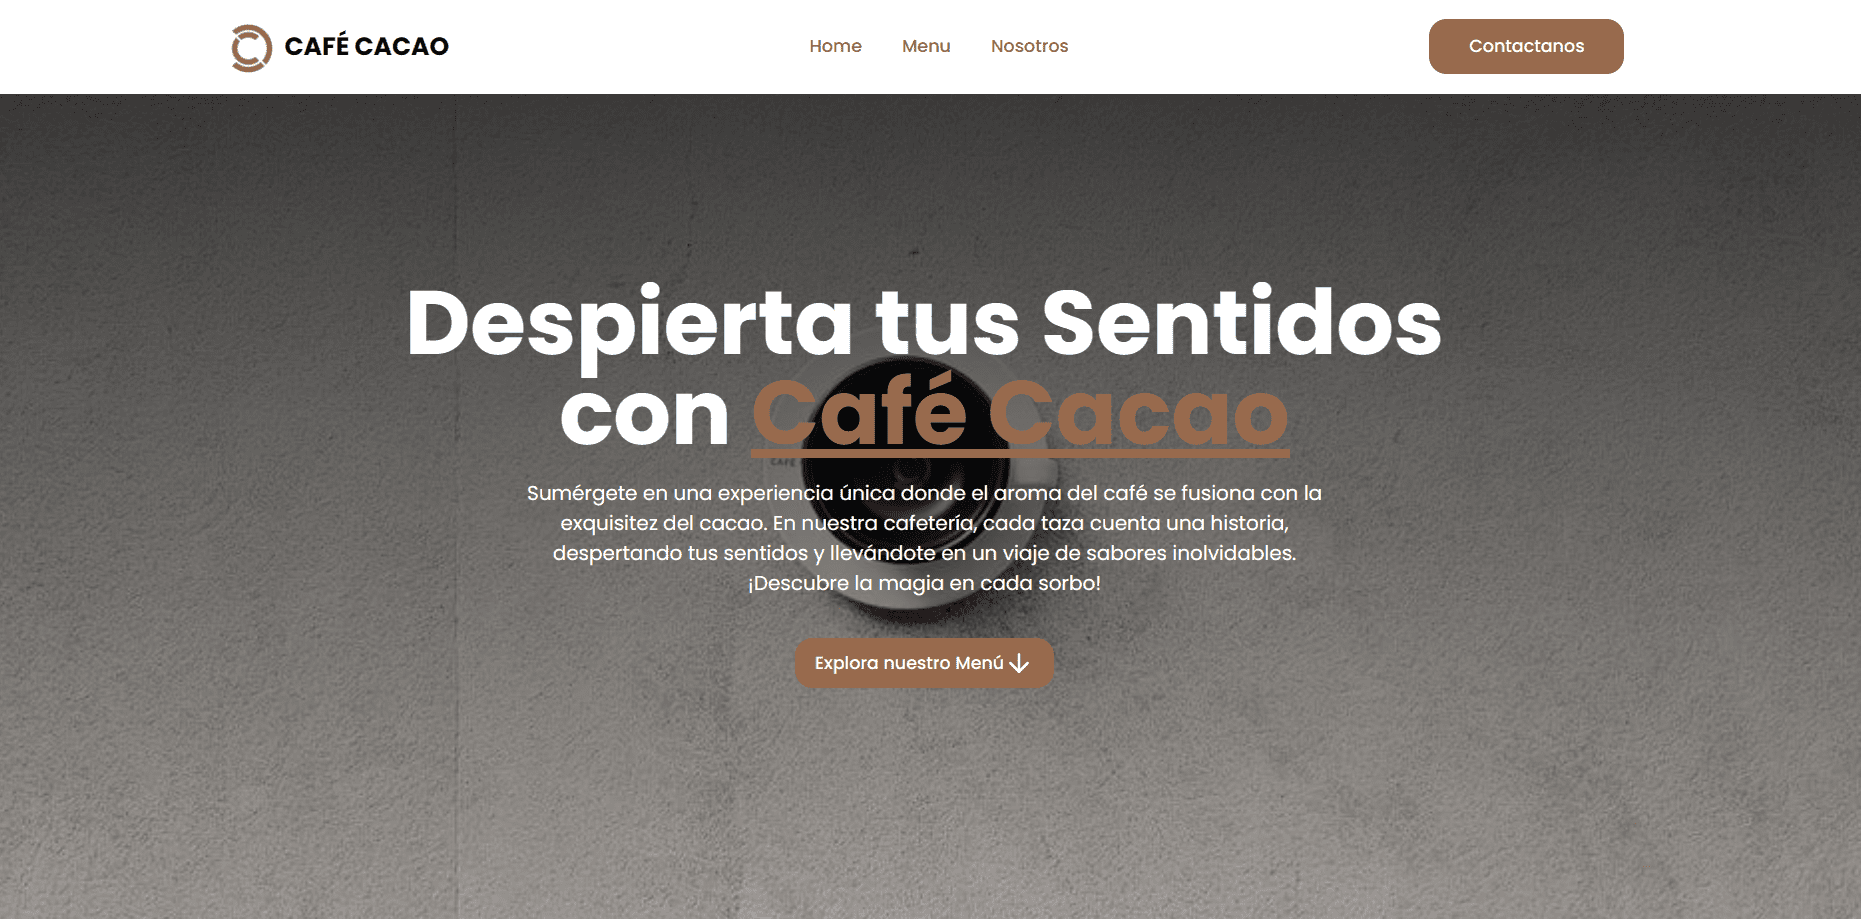 CAFÉ CACAO
Home
Menu
Nosotros
Contactanos
Despierta tus Sentidos
con Café Cacao
CAFÉ
Sumérgete en una experiencia única donde el aroma del café se fusiona con la
exquisitez del cacao. En nuestra cafetería, cada taza cuenta una historia,
despertando tus sentidos y llevándote en un viaje de sabores inolvidables.
¡Descubre la magia en cada sorbo!
Explora nuestro Menú